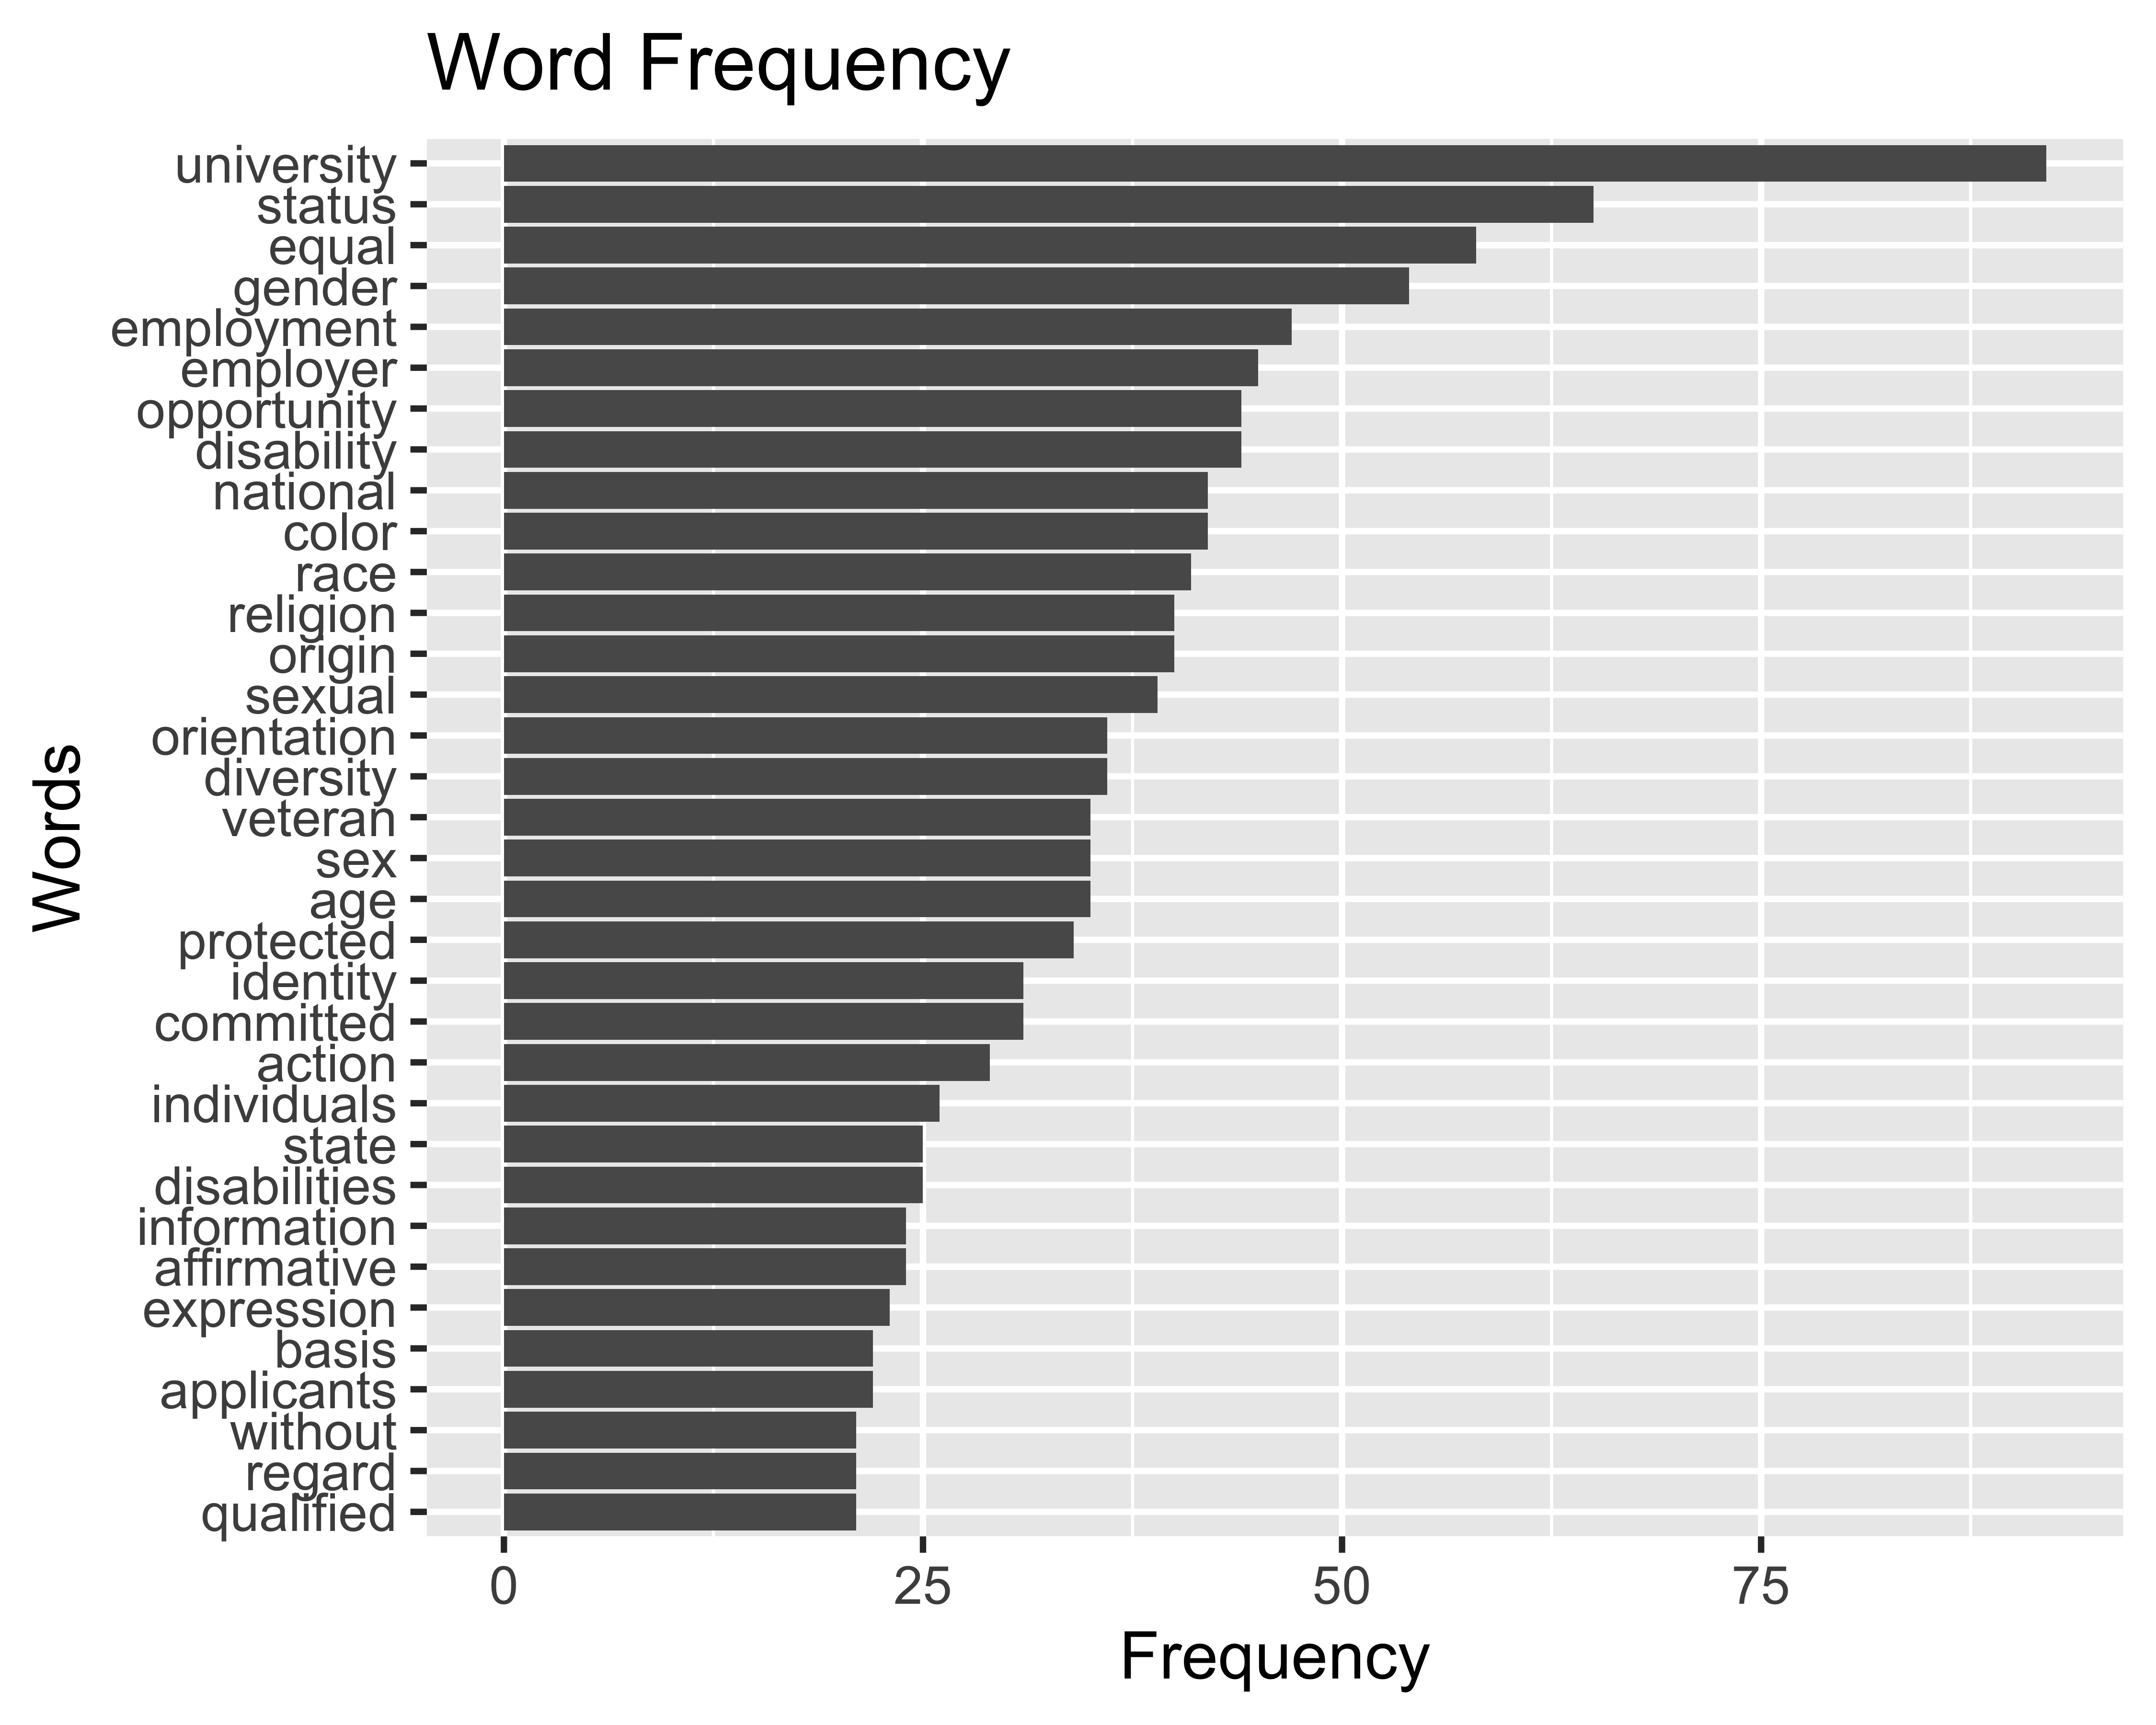 Word Frequency
university
status
equal
gender
employment
employer
opportunity
disability
national
color
race
religion
origin
sexual
orientation
diversity
veteran
sex
age
protected
identity
committed
action
individuals
state
disabilities
information
affirmative
expression
basis
applicants
without
regard
qualified
Words
0 25 50 75
Frequency